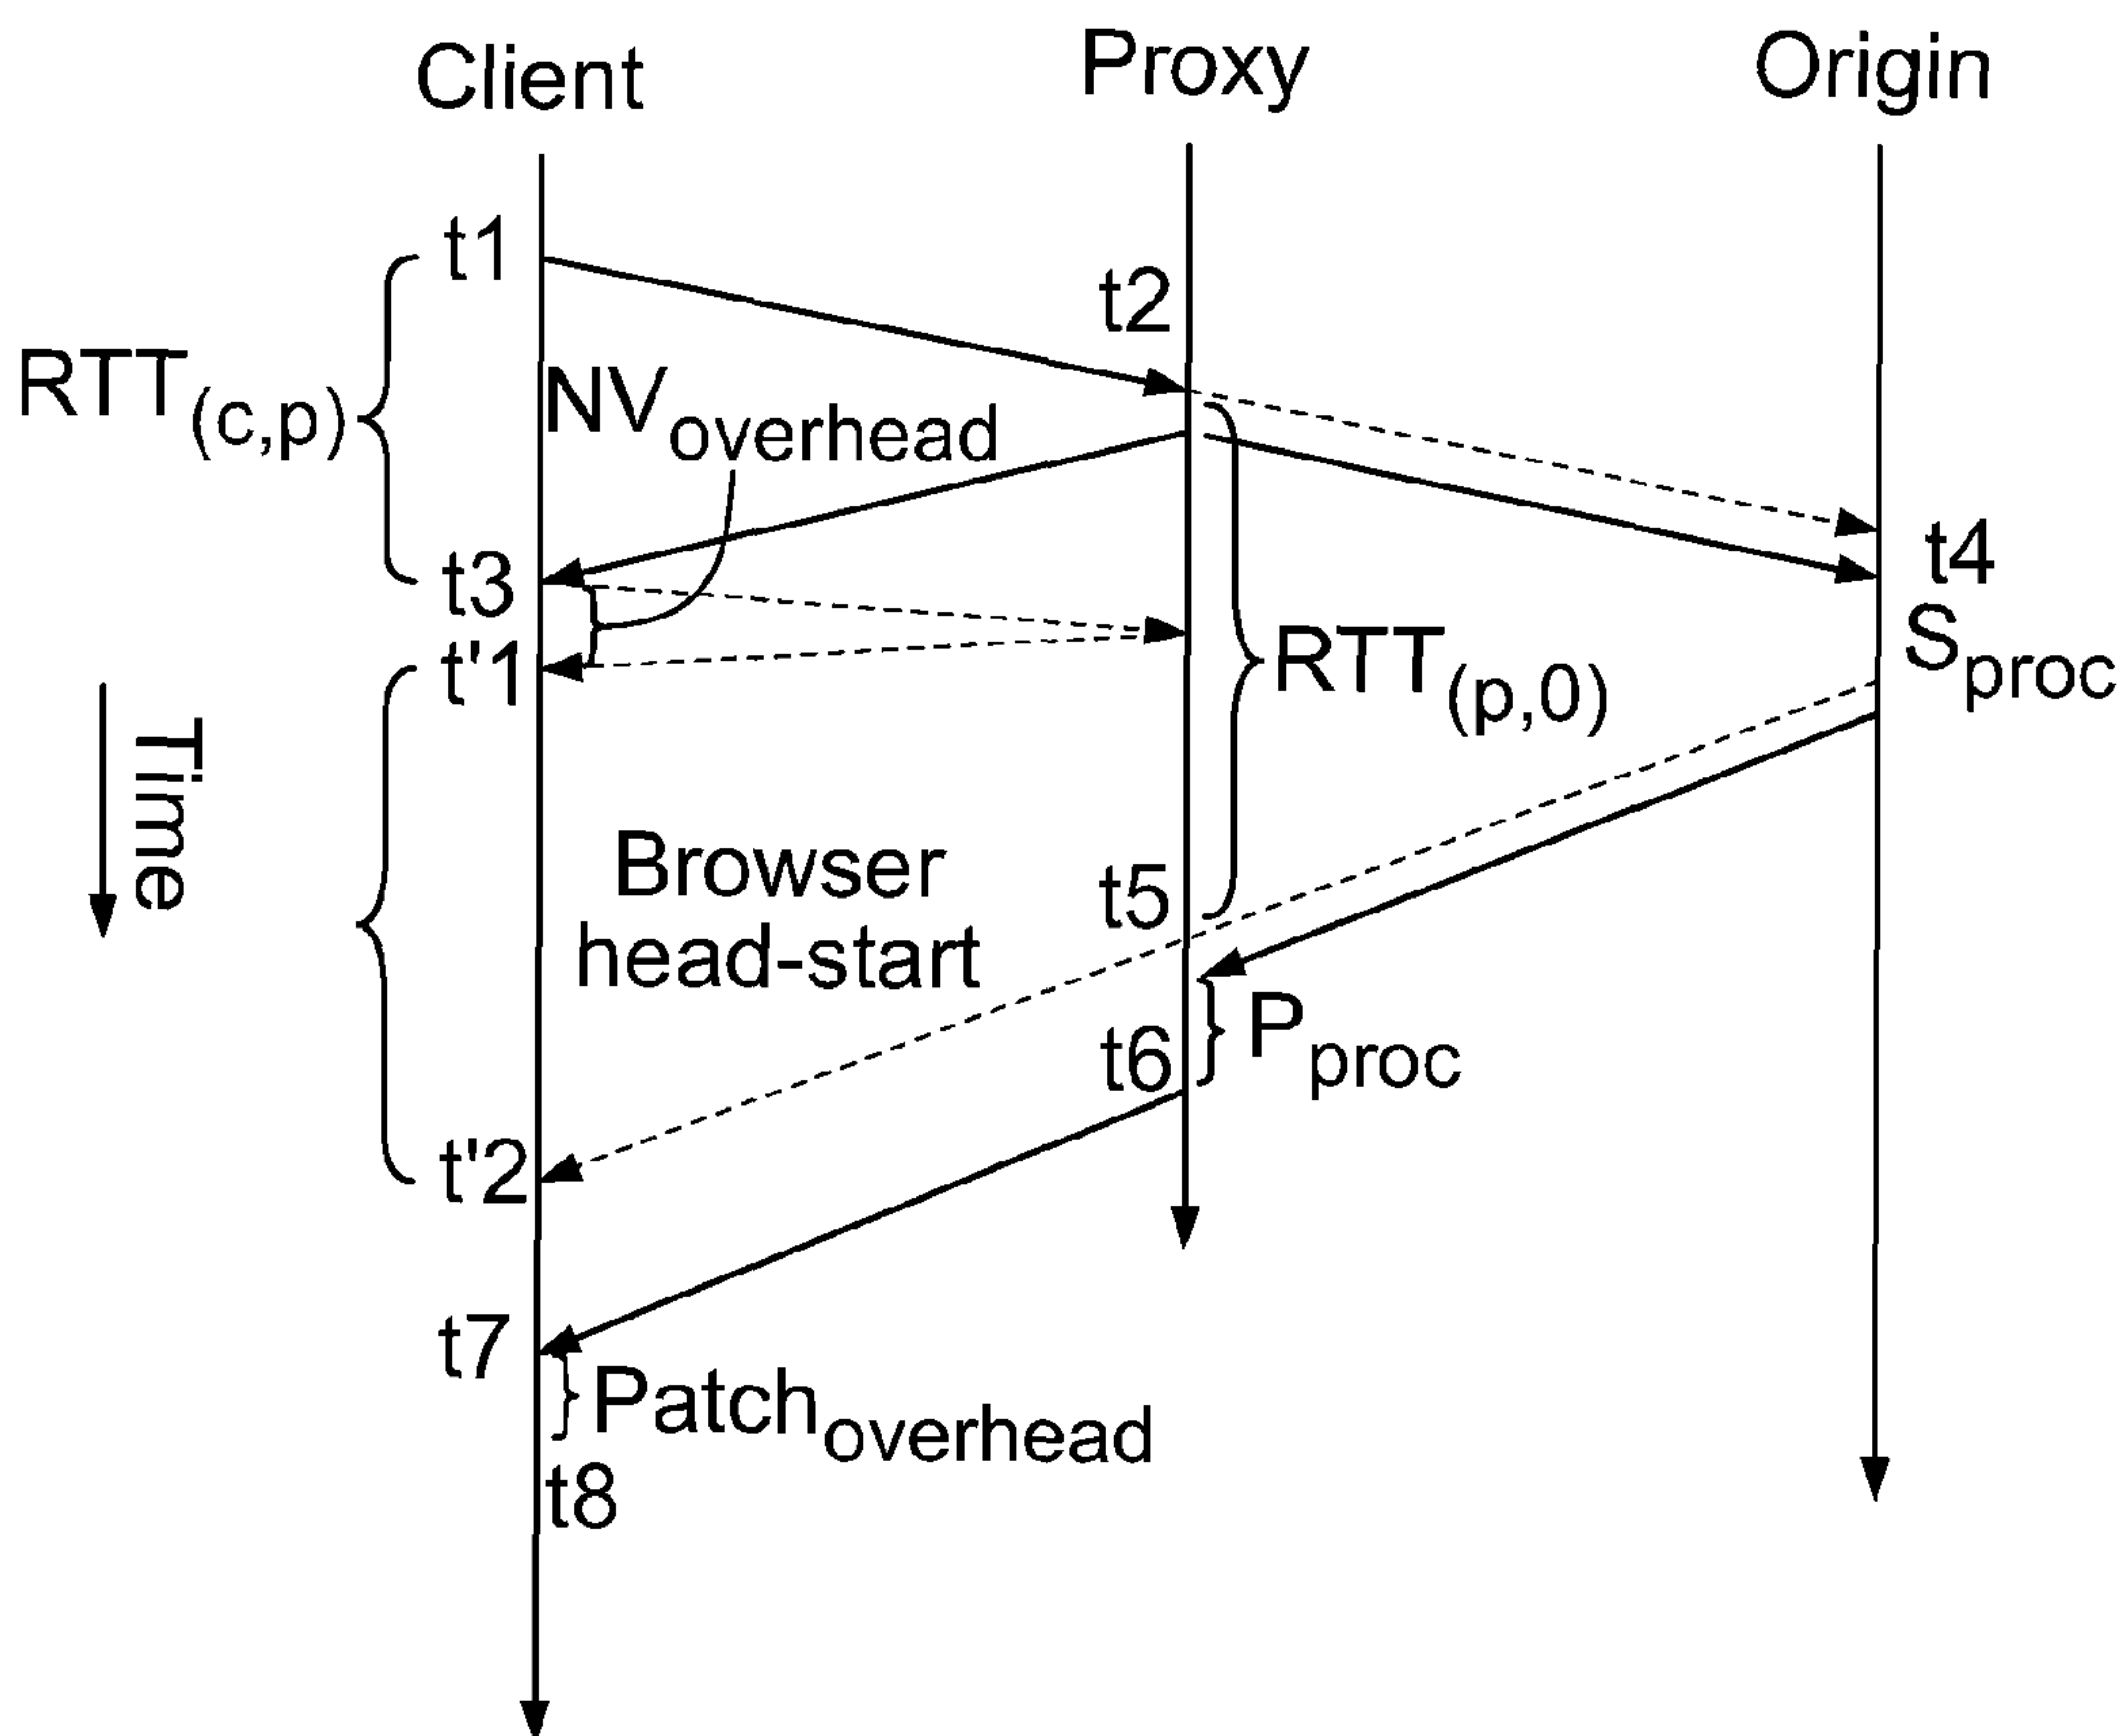 Client
Proxy
Origin
t1
t2
RTT(c,p)
NVoverhead
t3
t4
t'1
RTT(p,0)
Sproc
Time
Browser
head-start
t5
t6
Pproc
t'2
t7
Patchoverhead
t8